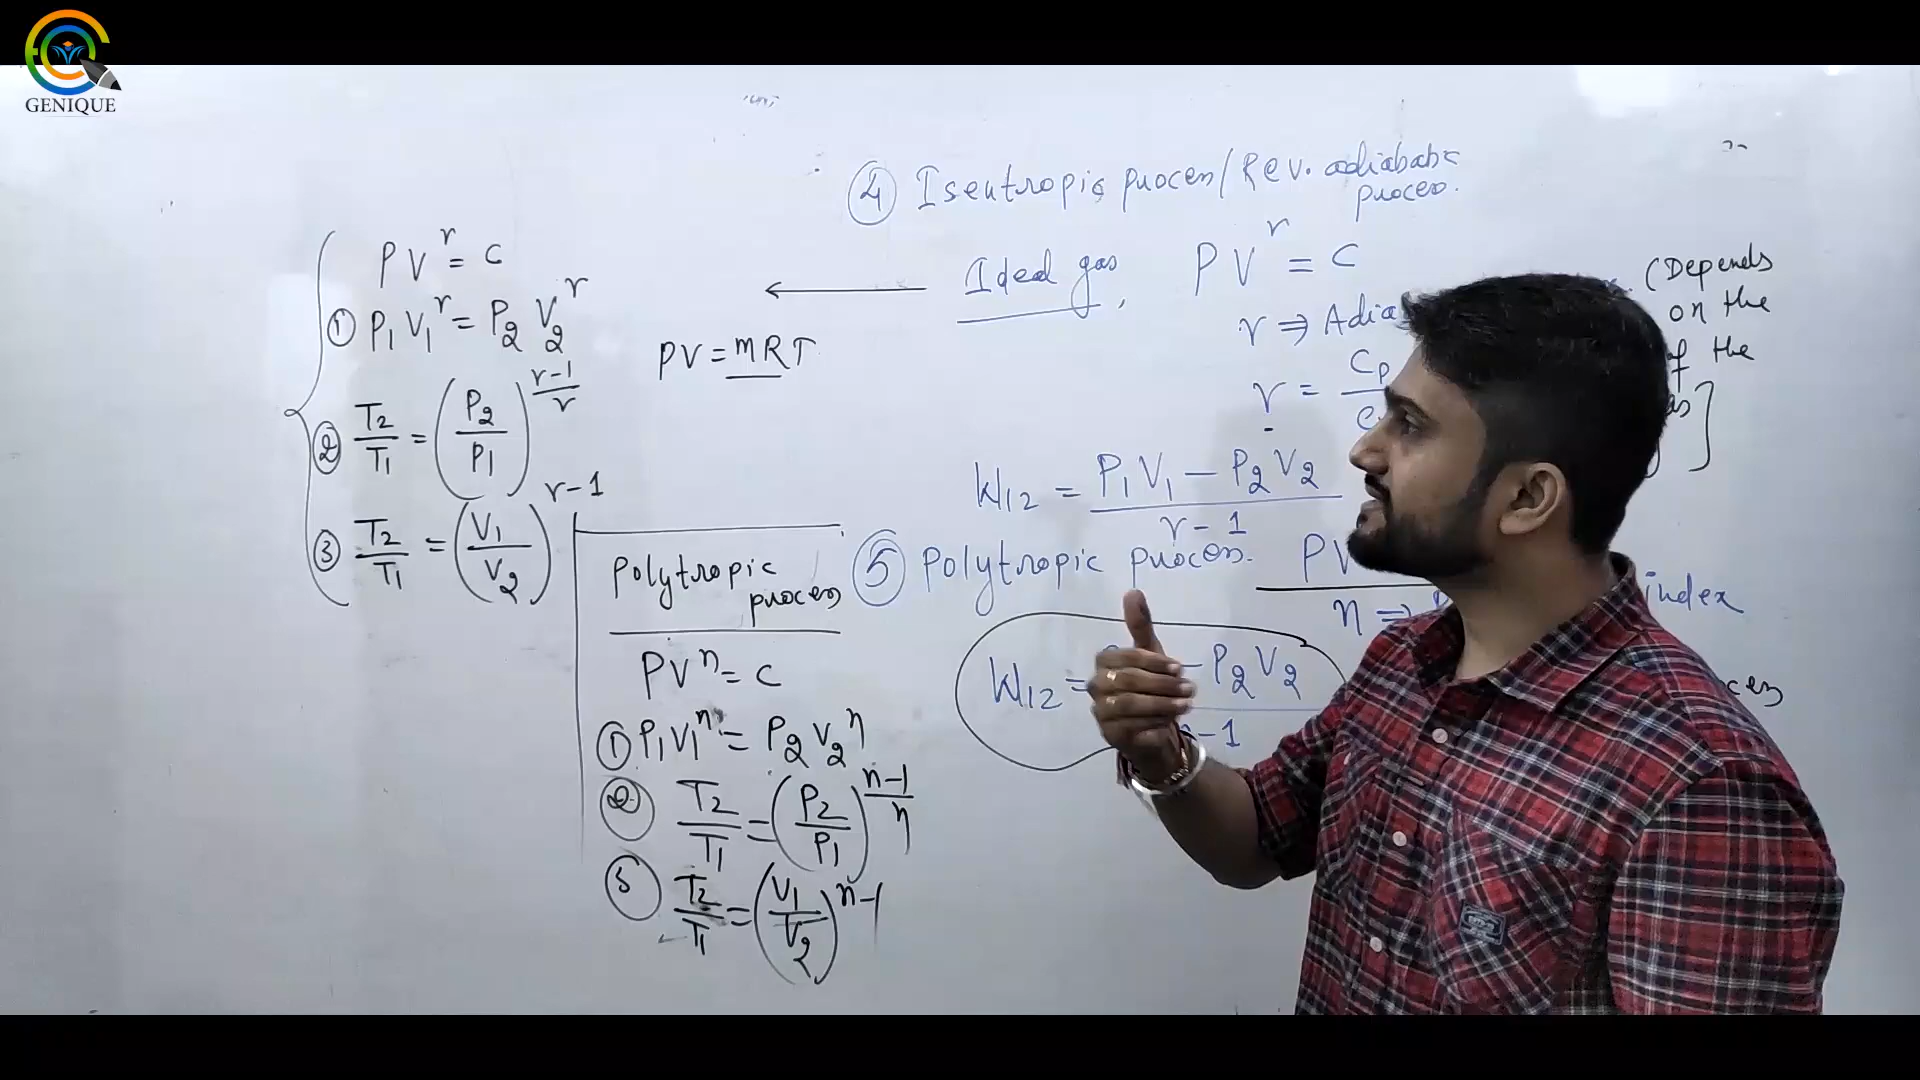 GENIQUE
④ Isentropic process/Rev. adiabatic
process.
Ideal gas, PV^γ = C
γ ⇒ Adia
(Depends
on the
of the
γ = Cp
W₁₂ = P₁V₁ - P₂V₂ / γ-1
⑤ Polytropic process. PV
n ⇒ index
W₁₂ = - P₂V₂ / -1
PV^γ = C
① P₁V₁^γ = P₂V₂^γ
② T₂/T₁ = (P₂/P₁)^(γ-1)/γ
③ T₂/T₁ = (V₁/V₂)^γ-1
PV = mRT
Polytropic
process
PV^n = C
① P₁V₁^n = P₂V₂^n
② T₂/T₁ = (P₂/P₁)^(n-1)/n
T₂/T₁ = (V₁/V₂)^n-1